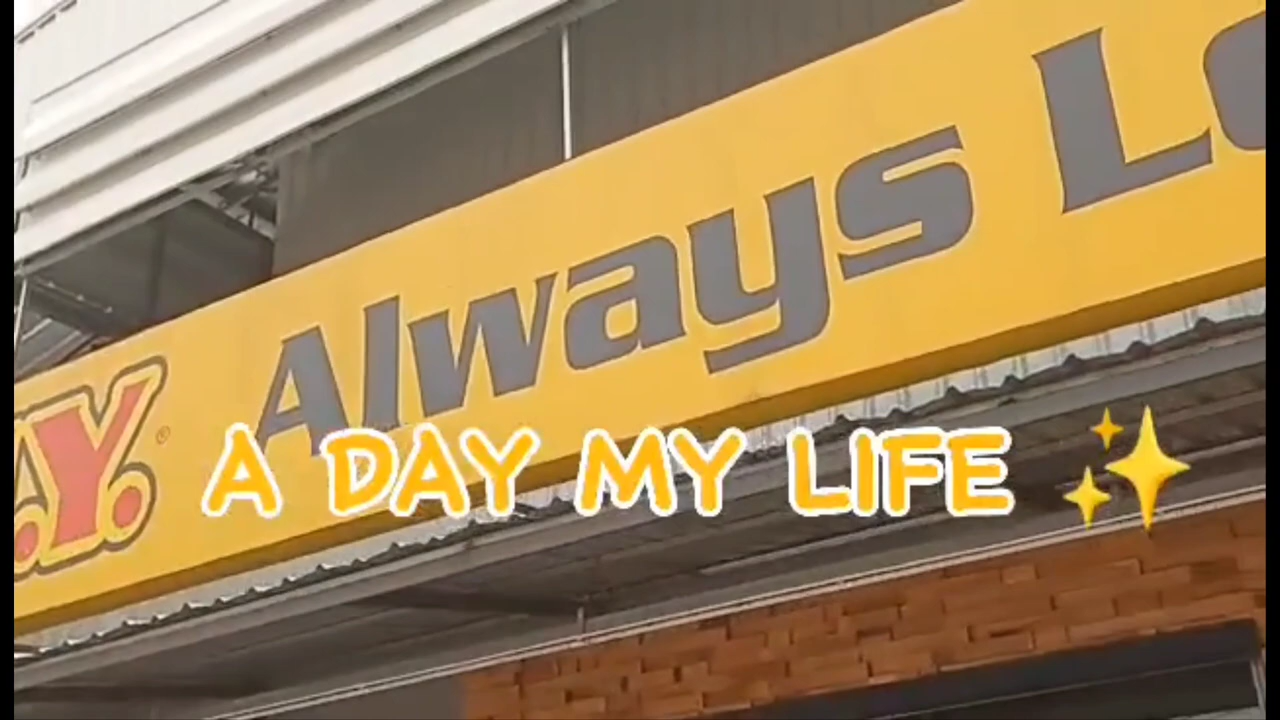 Y. ® Always
A DAY MY LIFE ✨